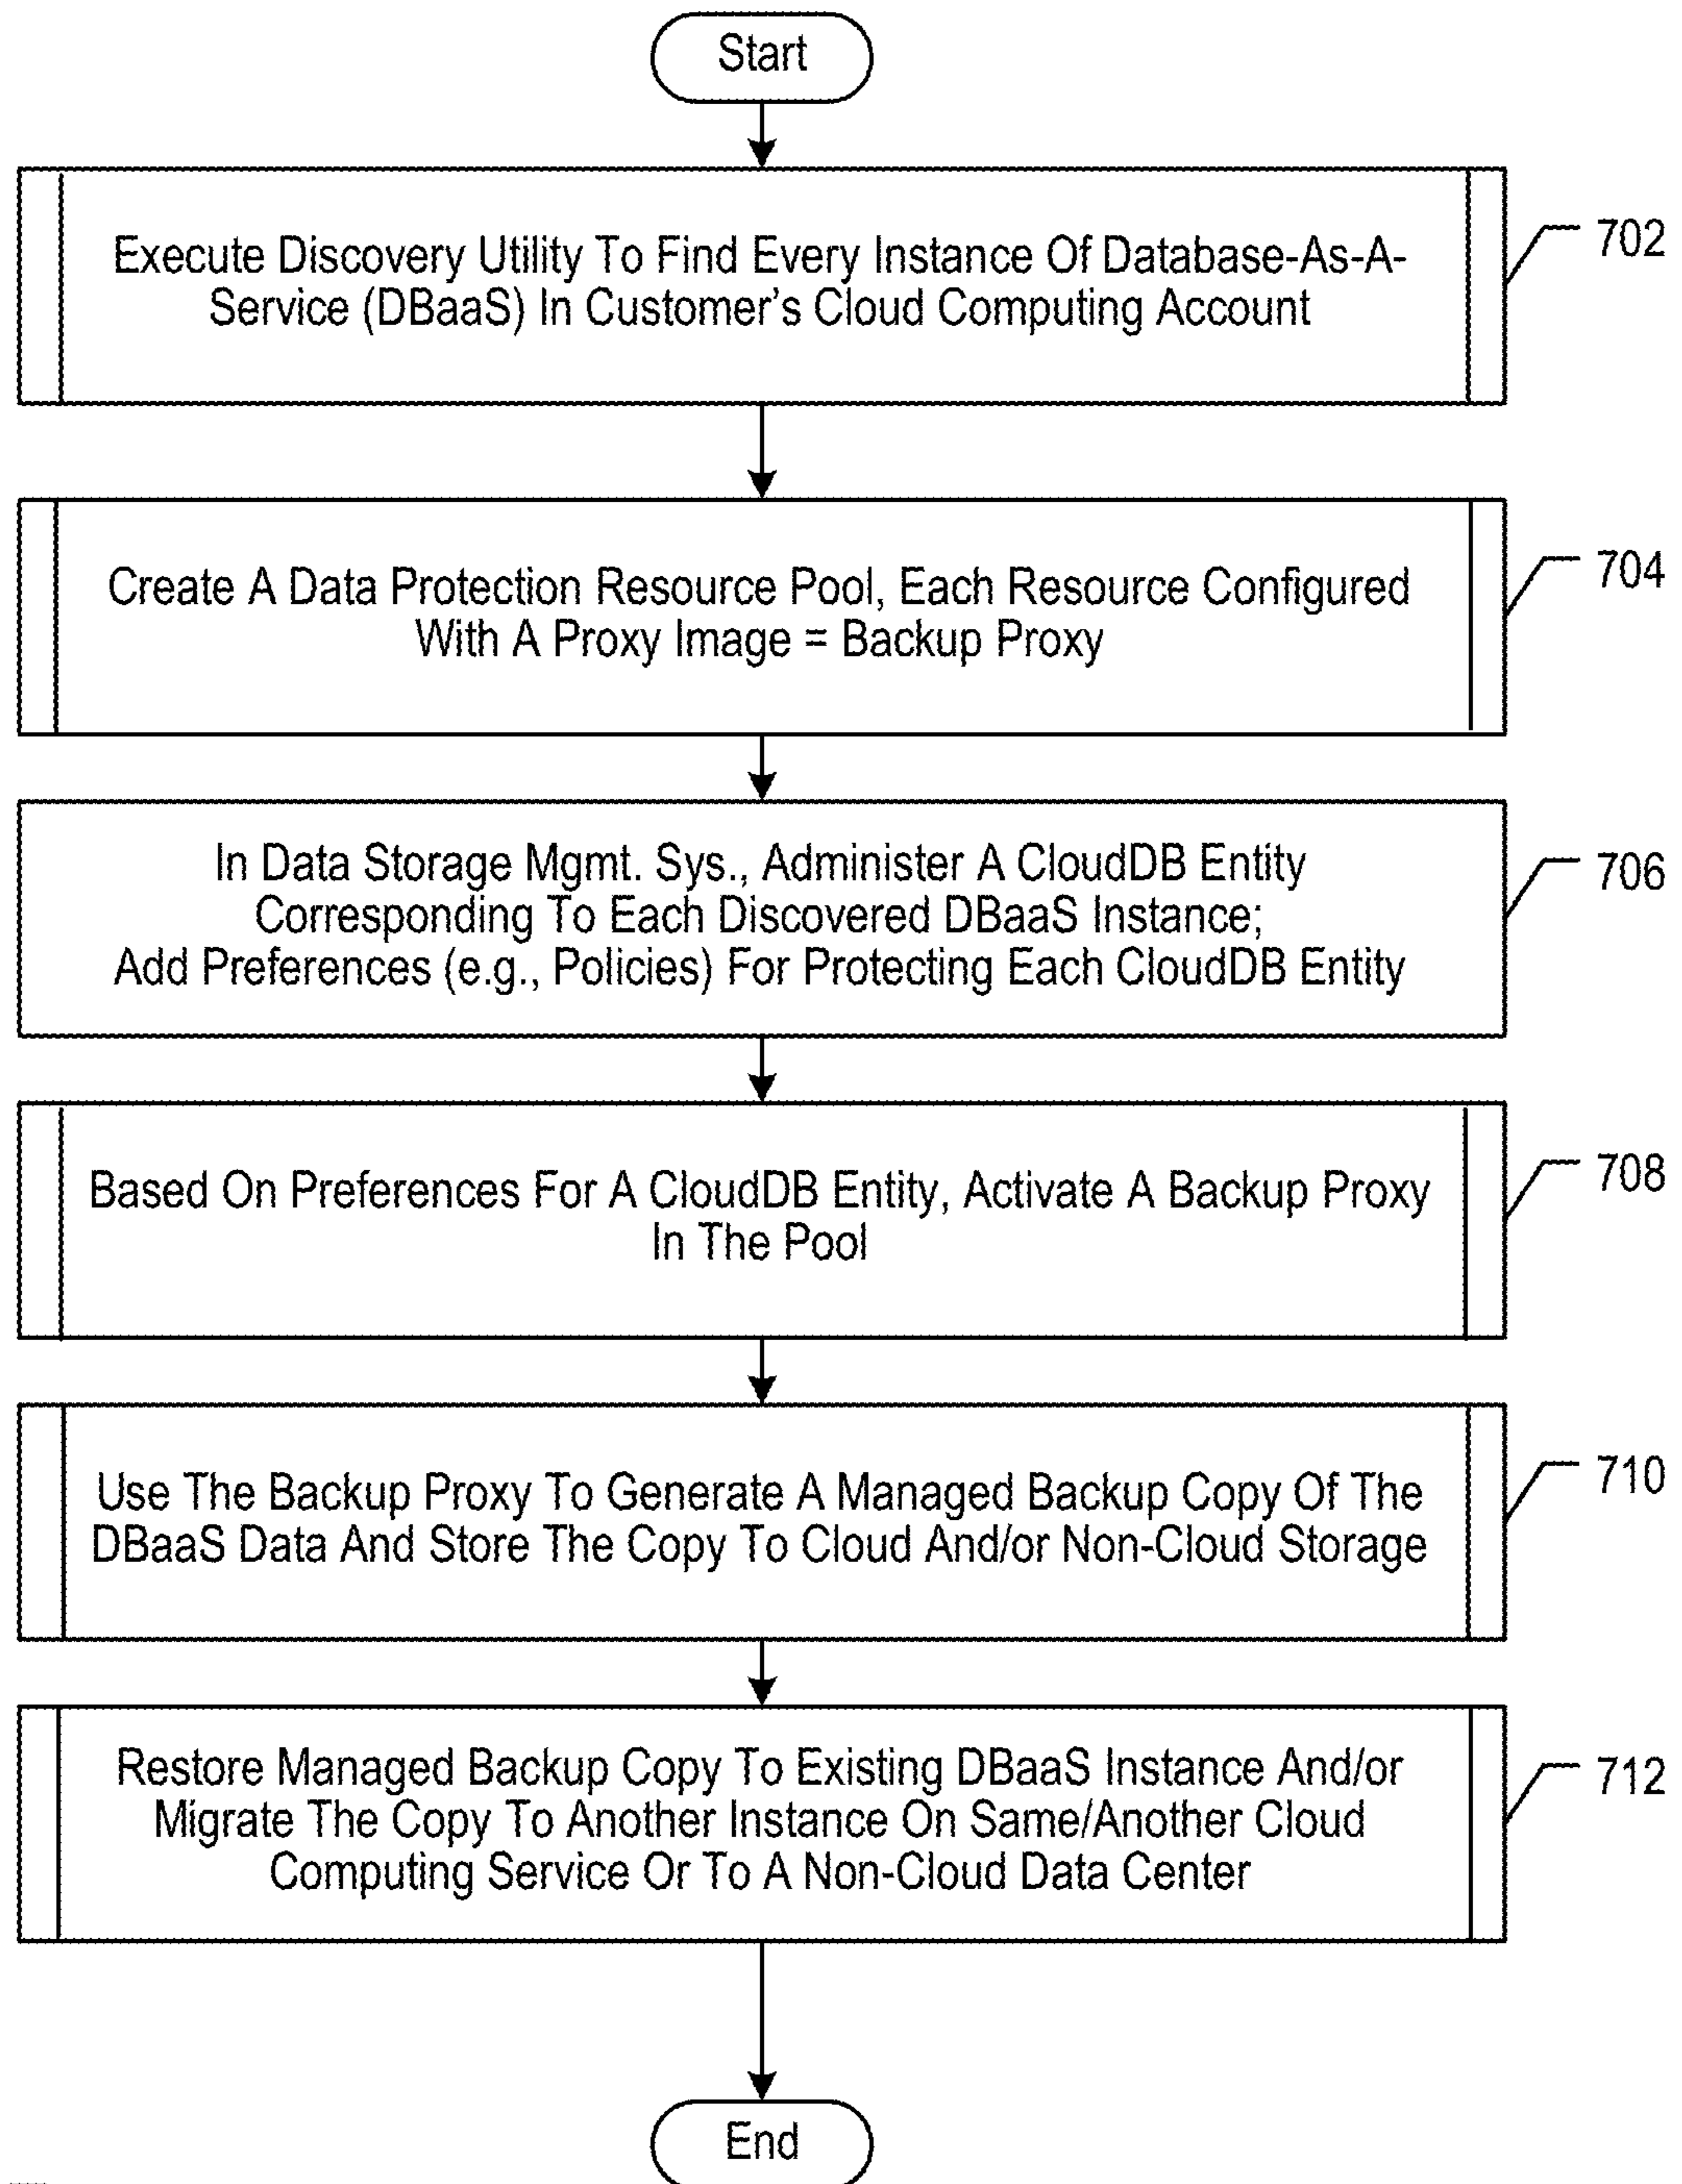 Start
Execute Discovery Utility To Find Every Instance Of Database-As-A-
Service (DBaaS) In Customer's Cloud Computing Account
702
Create A Data Protection Resource Pool, Each Resource Configured
With A Proxy Image = Backup Proxy
704
In Data Storage Mgmt. Sys., Administer A CloudDB Entity
Corresponding To Each Discovered DBaaS Instance;
Add Preferences (e.g., Policies) For Protecting Each CloudDB Entity
706
Based On Preferences For A CloudDB Entity, Activate A Backup Proxy
In The Pool
708
Use The Backup Proxy To Generate A Managed Backup Copy Of The
DBaaS Data And Store The Copy To Cloud And/or Non-Cloud Storage
710
Restore Managed Backup Copy To Existing DBaaS Instance And/or
Migrate The Copy To Another Instance On Same/Another Cloud
Computing Service Or To A Non-Cloud Data Center
712
End